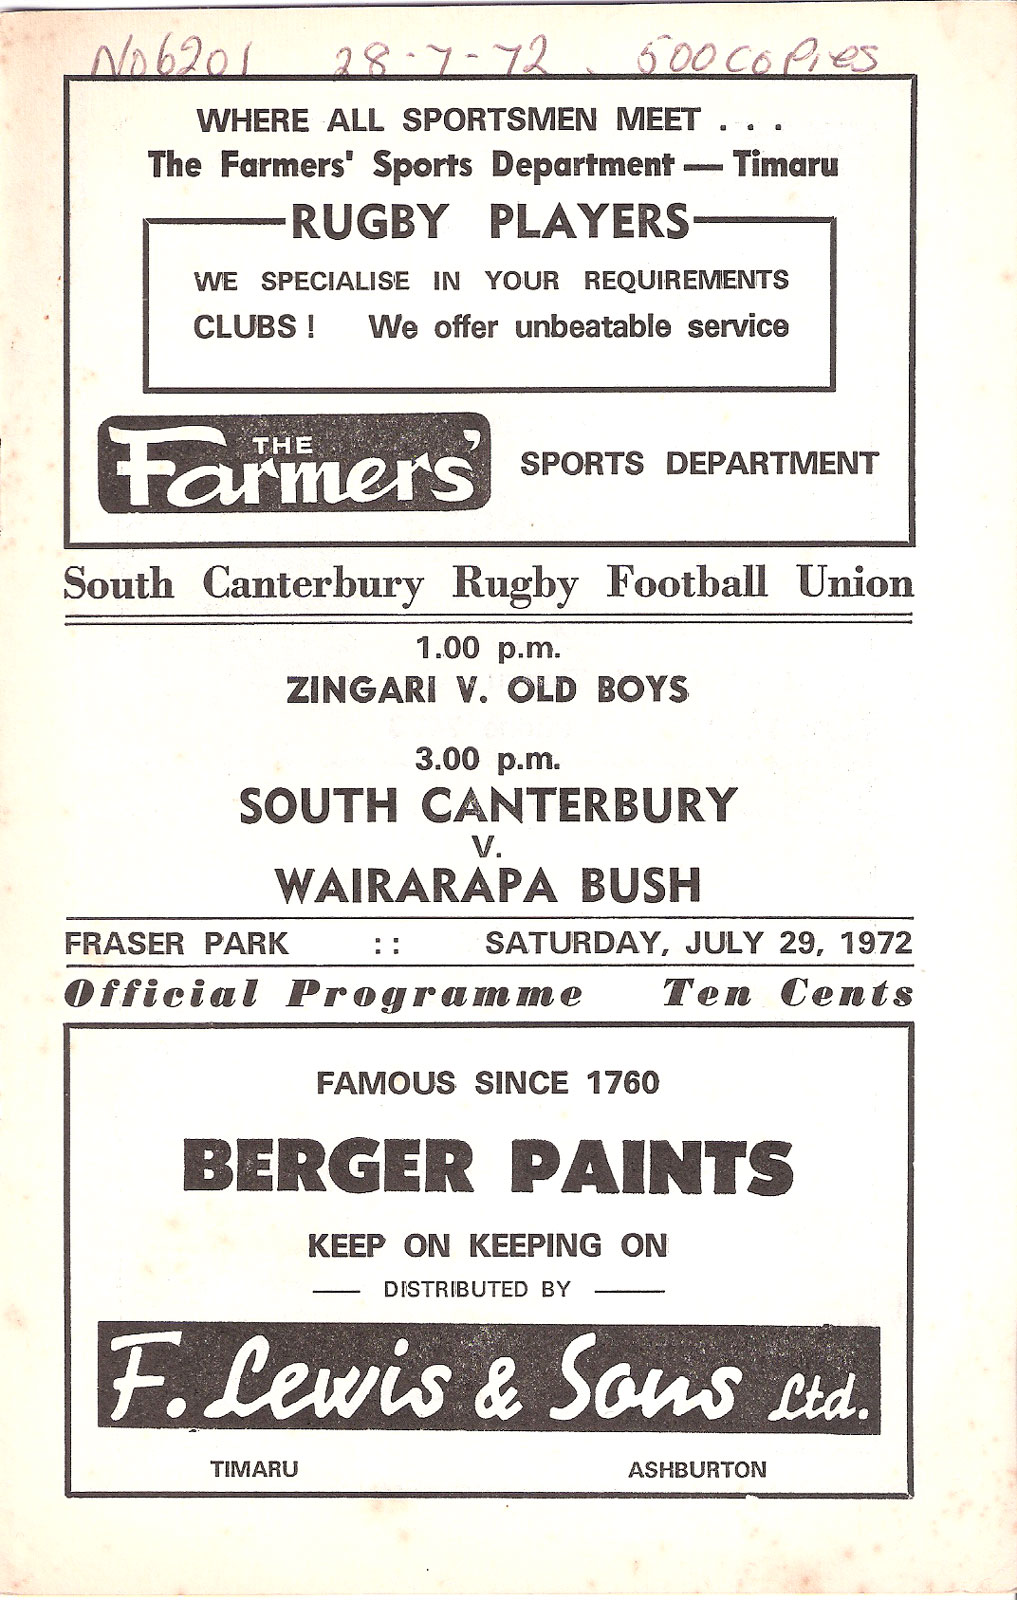 No 6201 28-7-72. 500 copies
WHERE ALL SPORTSMEN MEET . . .
The Farmers' Sports Department — Timaru
RUGBY PLAYERS
WE SPECIALISE IN YOUR REQUIREMENTS
CLUBS! We offer unbeatable service
THE
Farmers' SPORTS DEPARTMENT
South Canterbury Rugby Football Union
1.00 p.m.
ZINGARI V. OLD BOYS
3.00 p.m.
SOUTH CANTERBURY
V.
WAIRARAPA BUSH
FRASER PARK :: SATURDAY, JULY 29, 1972
Official Programme Ten Cents
FAMOUS SINCE 1760
BERGER PAINTS
KEEP ON KEEPING ON
— DISTRIBUTED BY —
F. Lewis & Sons Ltd.
TIMARU ASHBURTON